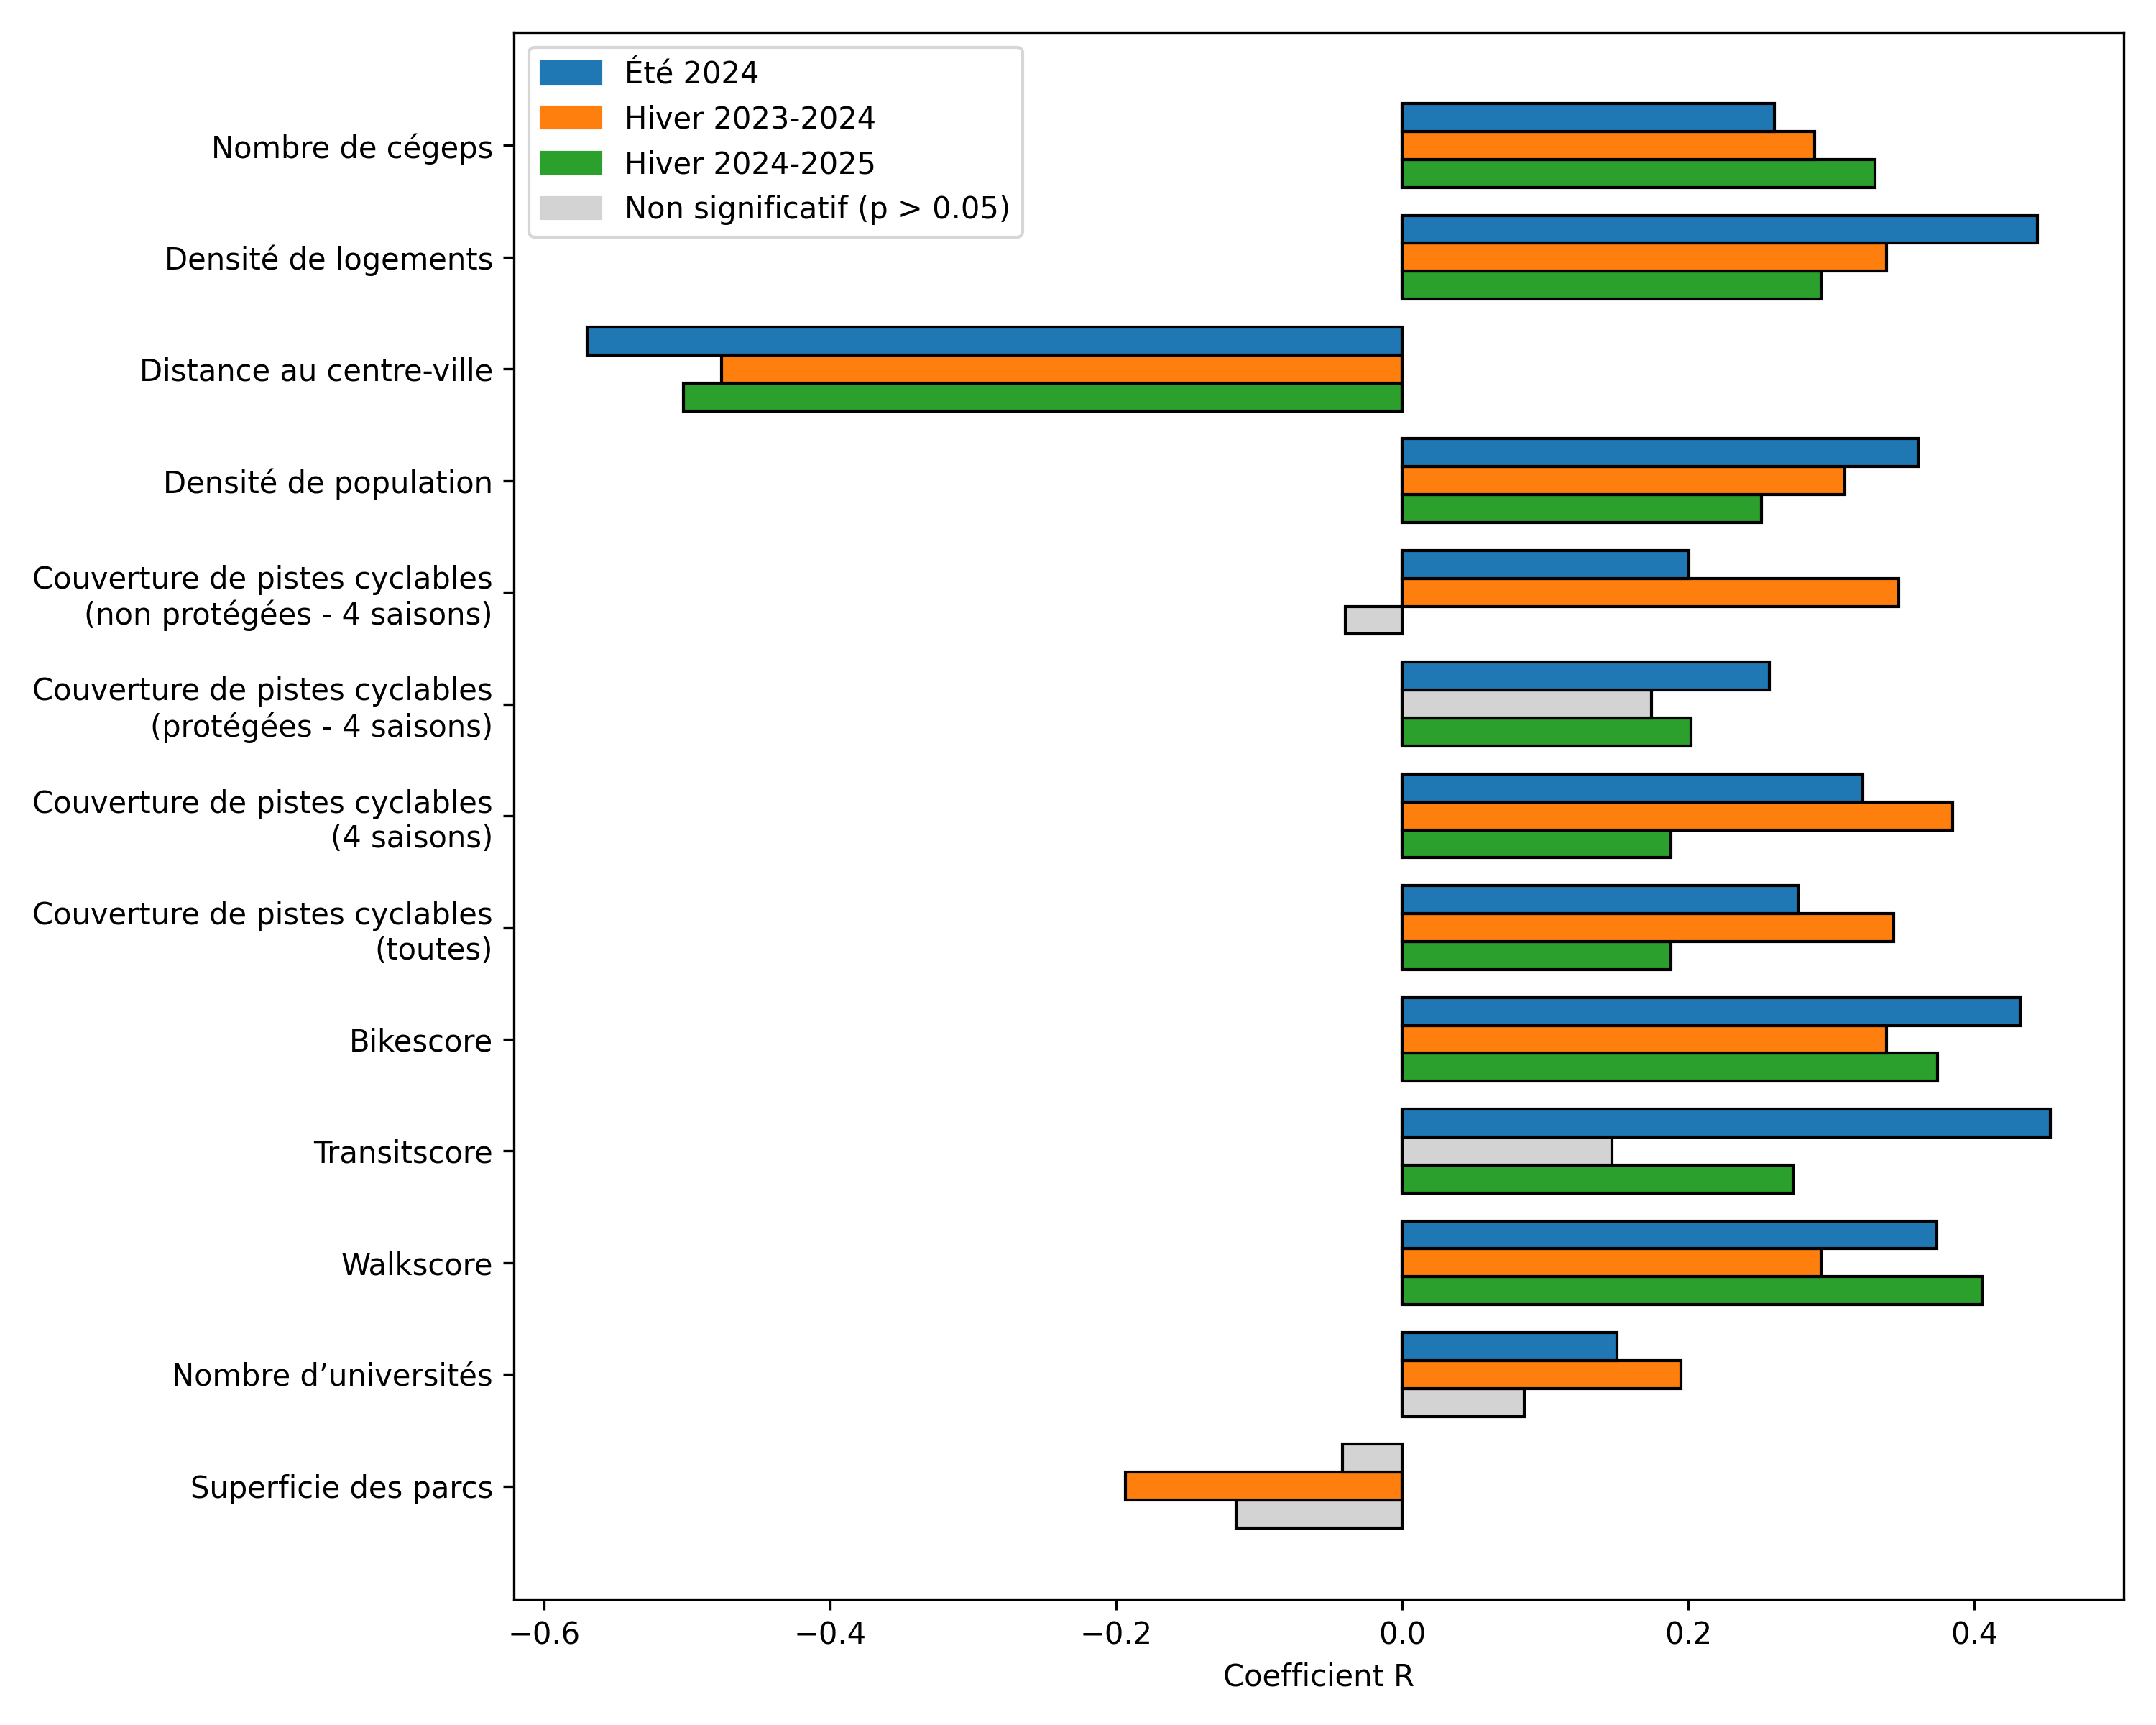 Été 2024
Hiver 2023-2024
Hiver 2024-2025
Non significatif (p > 0.05)
Nombre de cégeps
Densité de logements
Distance au centre-ville
Densité de population
Couverture de pistes cyclables
(non protégées - 4 saisons)
Couverture de pistes cyclables
(protégées - 4 saisons)
Couverture de pistes cyclables
(4 saisons)
Couverture de pistes cyclables
(toutes)
Bikescore
Transitscore
Walkscore
Nombre d’universités
Superficie des parcs
−0.6 −0.4 −0.2 0.0 0.2 0.4
Coefficient R